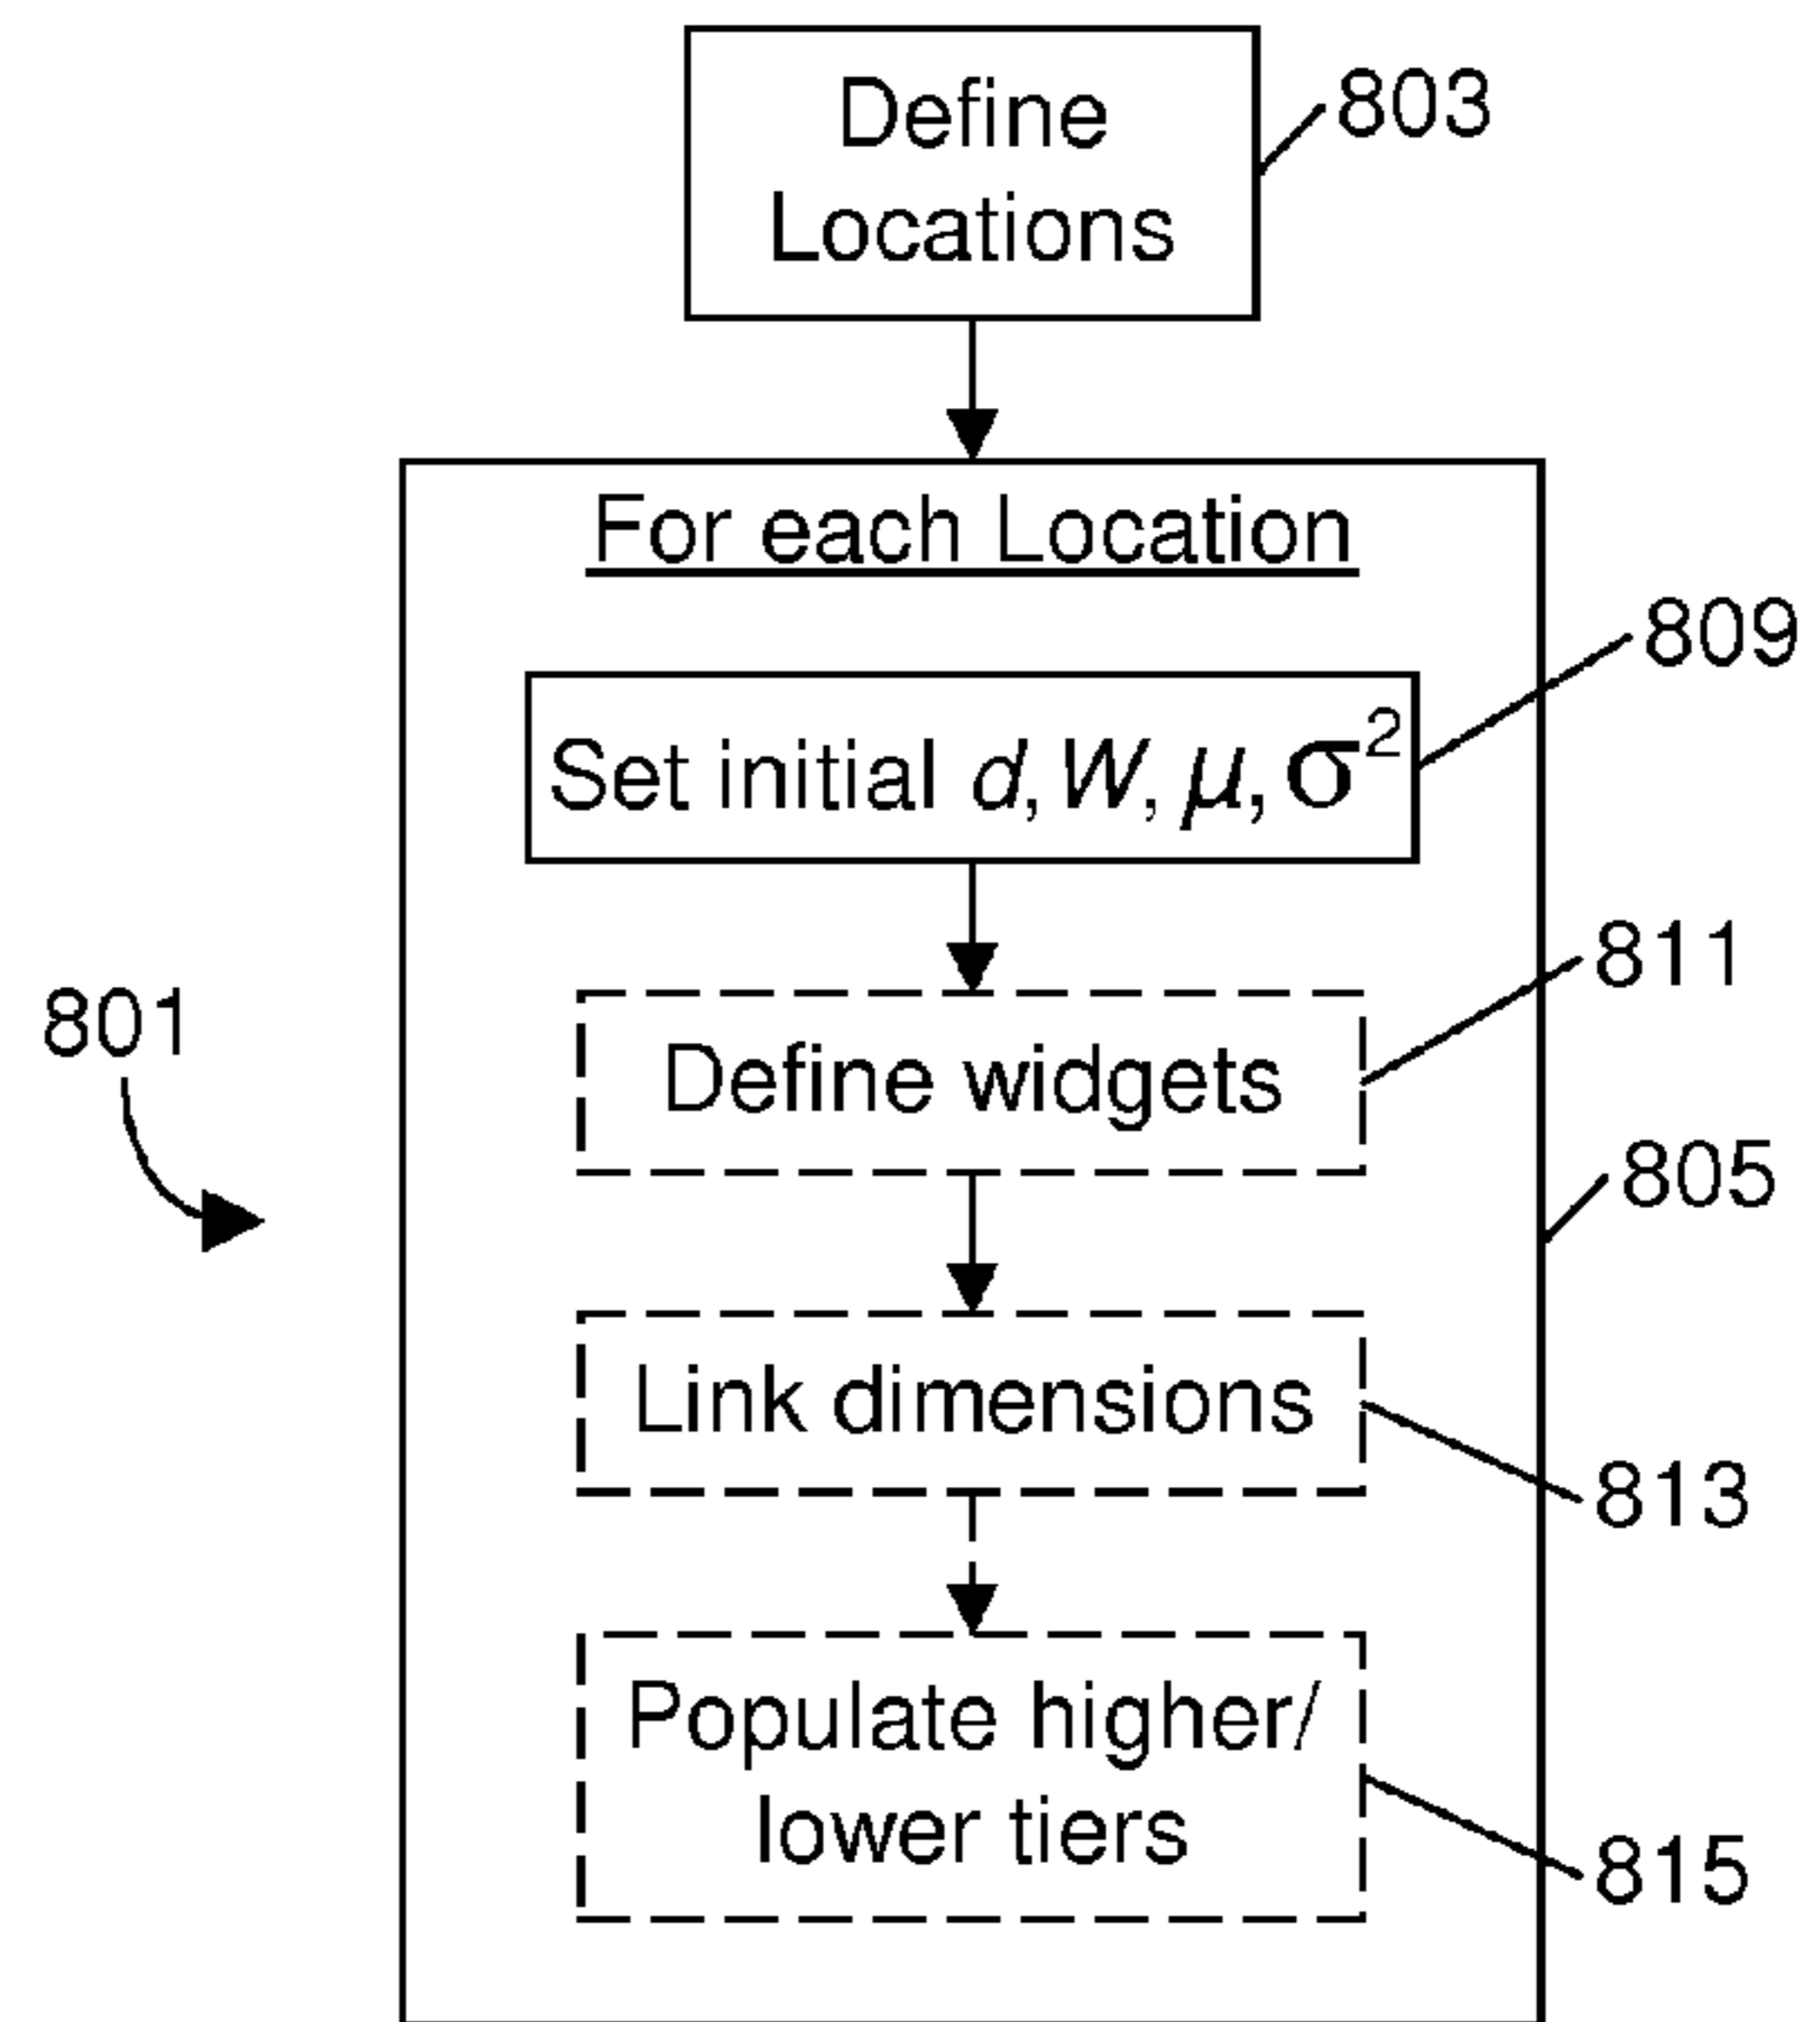 Define
Locations
803
For each Location
809
Set initial d, W, μ, σ²
811
Define widgets
801
805
Link dimensions
813
Populate higher/
lower tiers
815